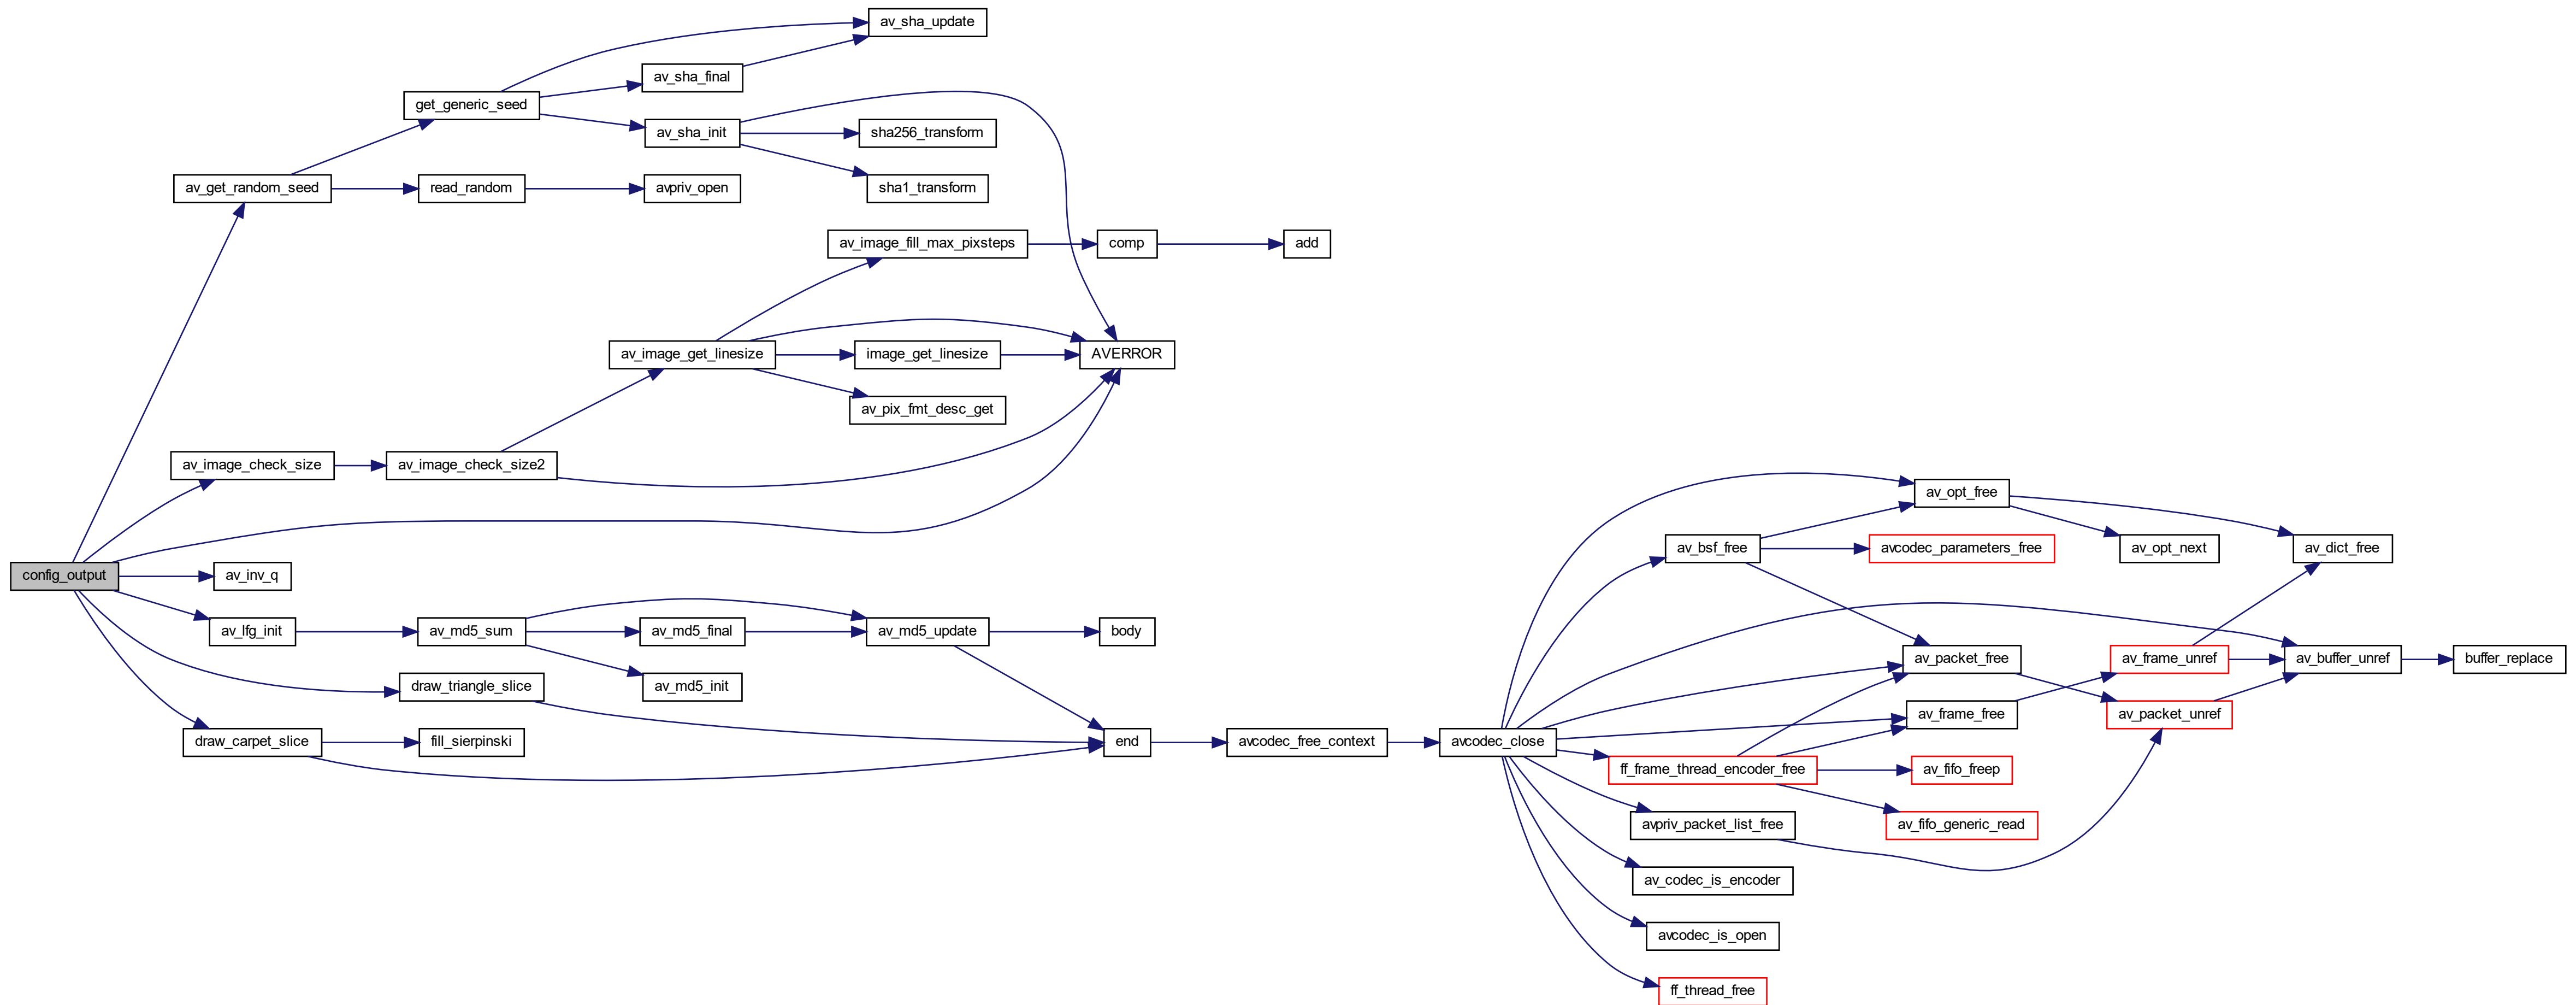 av_sha_update
av_sha_final
get_generic_seed
av_sha_init
sha256_transform
av_get_random_seed
read_random
avpriv_open
sha1_transform
av_image_fill_max_pixsteps
comp
add
av_image_get_linesize
image_get_linesize
AVERROR
av_pix_fmt_desc_get
av_image_check_size
av_image_check_size2
config_output
av_inv_q
av_lfg_init
av_md5_sum
av_md5_final
av_md5_update
body
av_md5_init
draw_triangle_slice
draw_carpet_slice
fill_sierpinski
end
avcodec_free_context
avcodec_close
av_opt_free
av_bsf_free
avcodec_parameters_free
av_opt_next
av_dict_free
av_packet_free
av_frame_unref
av_buffer_unref
buffer_replace
av_frame_free
av_packet_unref
ff_frame_thread_encoder_free
av_fifo_freep
avpriv_packet_list_free
av_fifo_generic_read
av_codec_is_encoder
avcodec_is_open
ff_thread_free